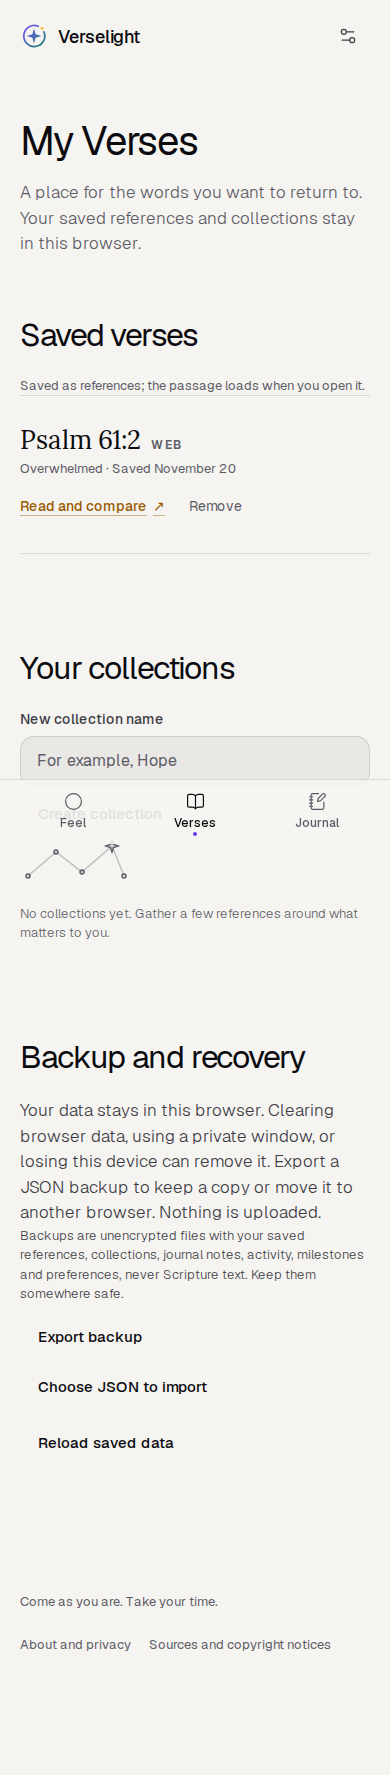 Verselight
My Verses
A place for the words you want to return to.
Your saved references and collections stay
in this browser.
Saved verses
Saved as references; the passage loads when you open it.
Psalm 61:2 WEB
Overwhelmed · Saved November 20
Read and compare ↗ Remove
Your collections
New collection name
For example, Hope
Create collection
Feel Verses Journal
No collections yet. Gather a few references around what
matters to you.
Backup and recovery
Your data stays in this browser. Clearing
browser data, using a private window, or
losing this device can remove it. Export a
JSON backup to keep a copy or move it to
another browser. Nothing is uploaded.
Backups are unencrypted files with your saved
references, collections, journal notes, activity, milestones
and preferences, never Scripture text. Keep them
somewhere safe.
Export backup
Choose JSON to import
Reload saved data
Come as you are. Take your time.
About and privacy Sources and copyright notices